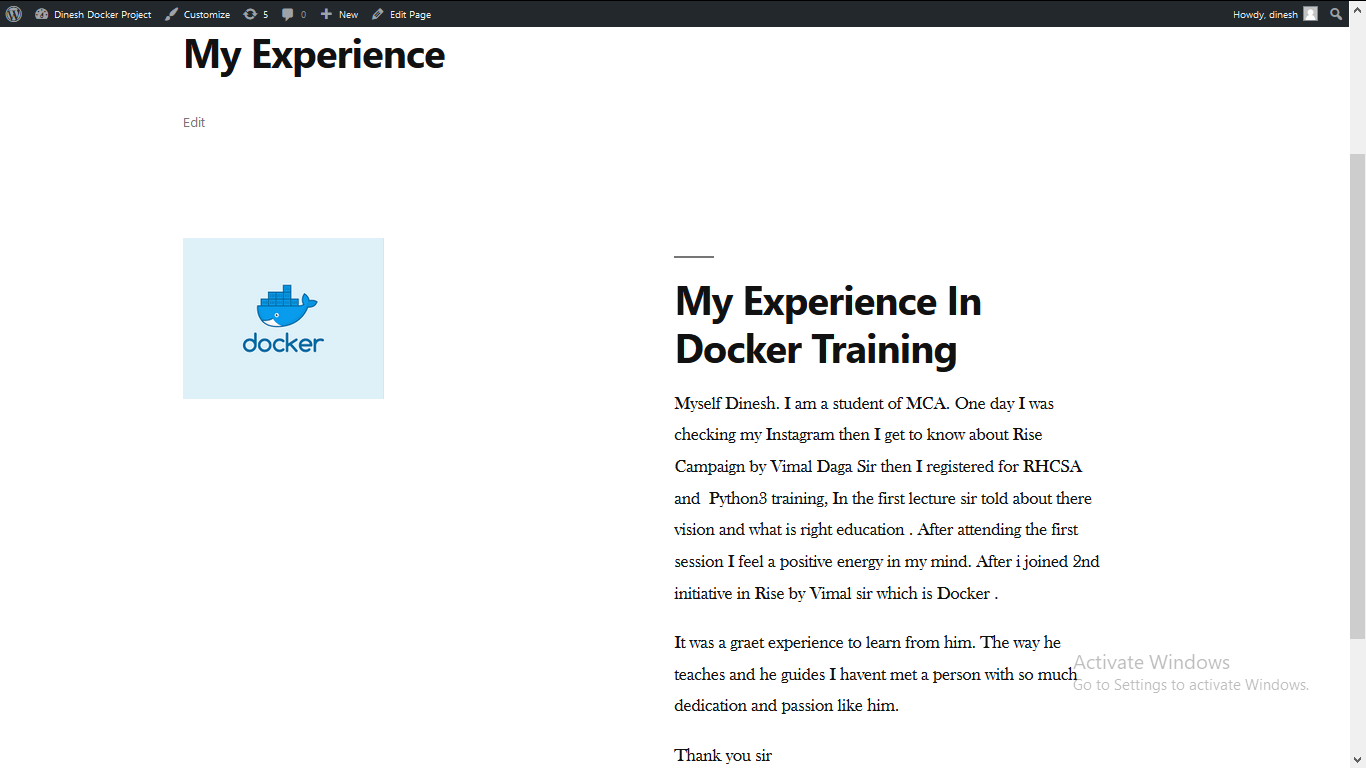 Dinesh Docker Project Customize 5 0 New Edit Page Howdy, dinesh
My Experience
Edit
docker
My Experience In
Docker Training
Myself Dinesh. I am a student of MCA. One day I was
checking my Instagram then I get to know about Rise
Campaign by Vimal Daga Sir then I registered for RHCSA
and Python3 training, In the first lecture sir told about there
vision and what is right education . After attending the first
session I feel a positive energy in my mind. After i joined 2nd
initiative in Rise by Vimal sir which is Docker .
It was a graet experience to learn from him. The way he
teaches and he guides I havent met a person with so much
dedication and passion like him.
Thank you sir
Activate Windows
Go to Settings to activate Windows.